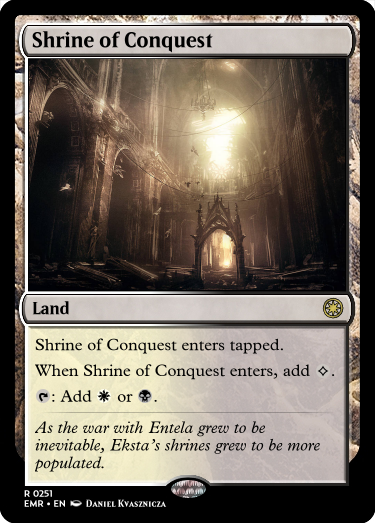 Shrine of Conquest
Land
Shrine of Conquest enters tapped.
When Shrine of Conquest enters, add ◇.
: Add or .
As the war with Entela grew to be
inevitable, Eksta's shrines grew to be more
populated.
R 0251
EMR • EN Daniel Kvasznicza